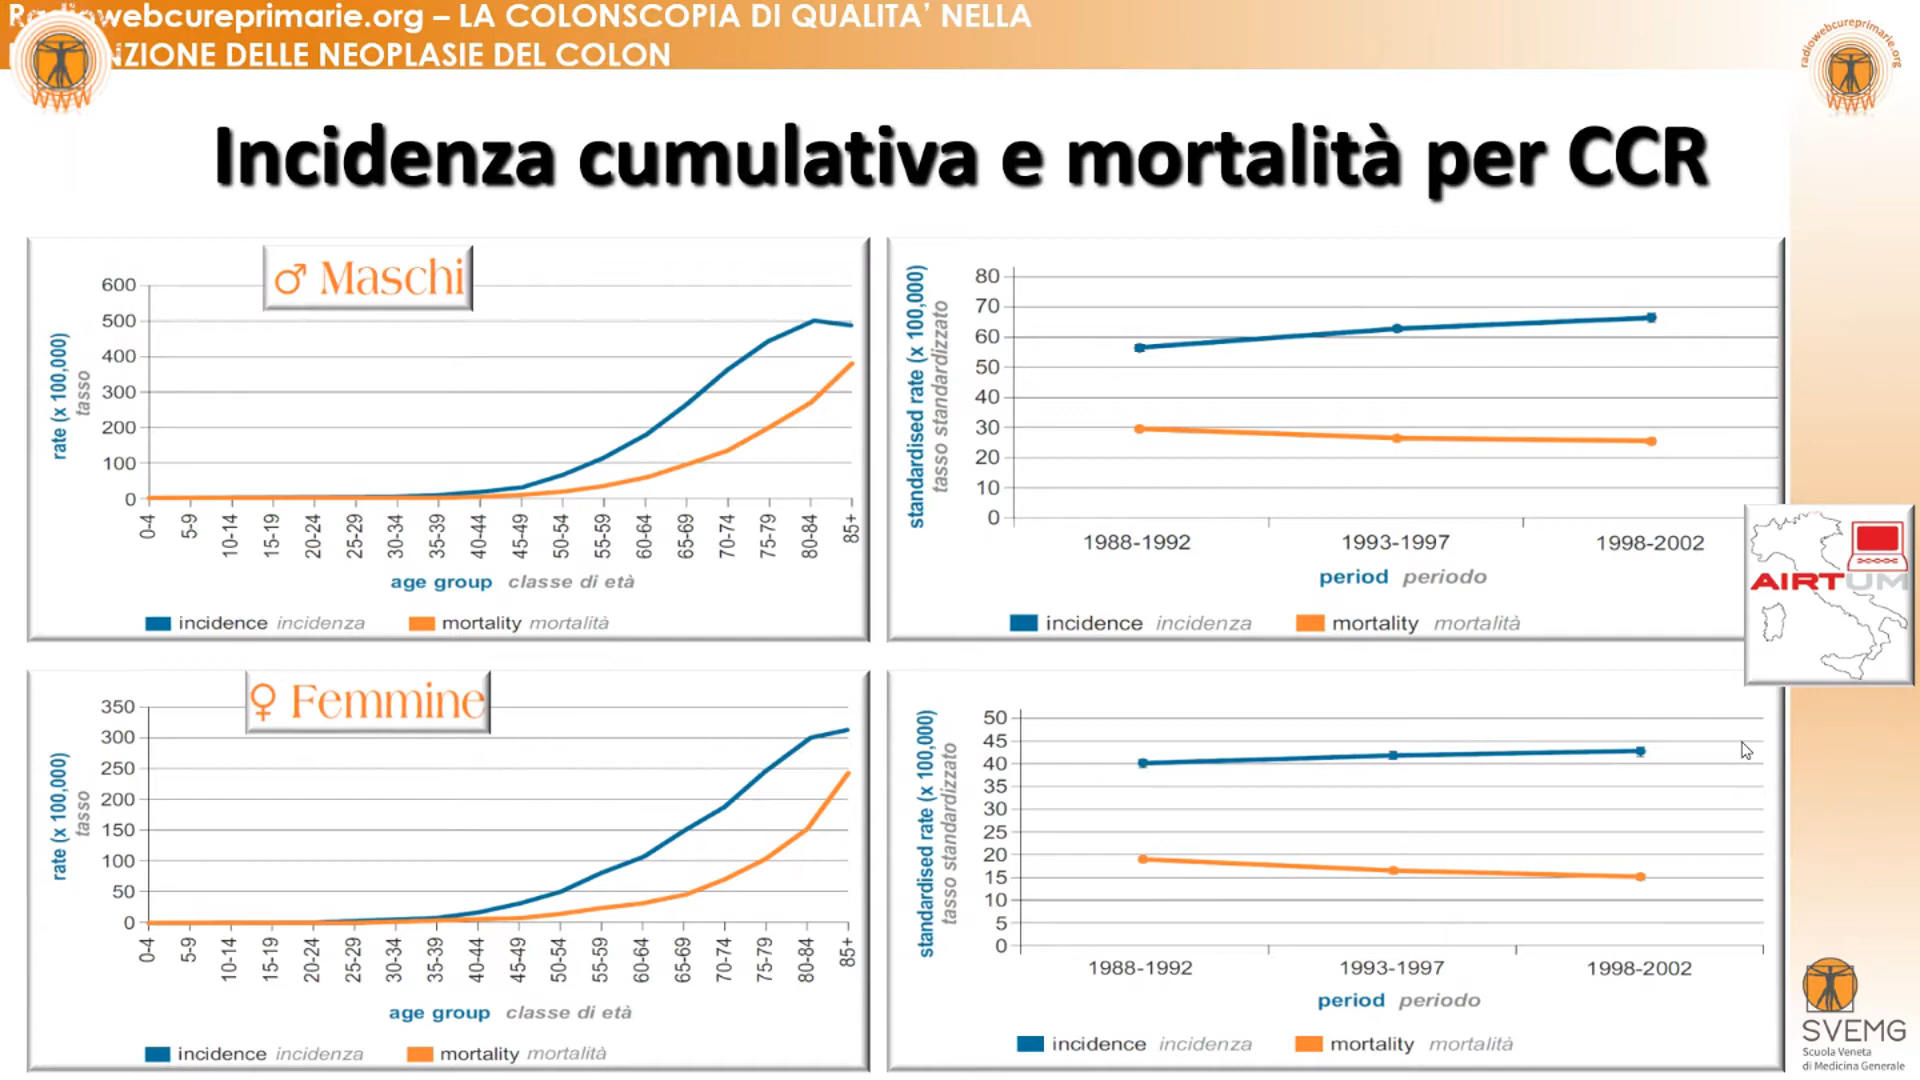 Radiowebcureprimarie.org – LA COLONSCOPIA DI QUALITA' NELLA
NZIONE DELLE NEOPLASIE DEL COLON
WWW
radiowebcureprimarie.org
WWW
Incidenza cumulativa e mortalità per CCR
♂ Maschi
rate (x 100,000)
tasso
600
500
400
300
200
100
0
0-4 5-9 10-14 15-19 20-24 25-29 30-34 35-39 40-44 45-49 50-54 55-59 60-64 65-69 70-74 75-79 80-84 85+
age group classe di età
incidence incidenza mortality mortalità
standardised rate (x 100,000)
tasso standardizzato
80
70
60
50
40
30
20
10
0
1988-1992 1993-1997 1998-2002
period periodo
incidence incidenza mortality mortalità
AIRTUM
♀ Femmine
rate (x 100,000)
tasso
350
300
250
200
150
100
50
0
0-4 5-9 10-14 15-19 20-24 25-29 30-34 35-39 40-44 45-49 50-54 55-59 60-64 65-69 70-74 75-79 80-84 85+
age group classe di età
incidence incidenza mortality mortalità
standardised rate (x 100,000)
tasso standardizzato
50
45
40
35
30
25
20
15
10
5
0
1988-1992 1993-1997 1998-2002
period periodo
incidence incidenza mortality mortalità
SVEMG
Scuola Veneta
di Medicina Generale